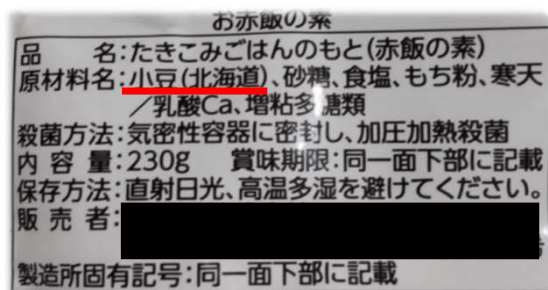 お赤飯の素
品　　名:たきこみごはんのもと(赤飯の素)
原材料名:小豆(北海道)、砂糖、食塩、もち粉、寒天
／乳酸Ca、増粘多糖類
殺菌方法:気密性容器に密封し、加圧加熱殺菌
内 容 量:230g　賞味期限:同一面下部に記載
保存方法:直射日光、高温多湿を避けてください。
販 売 者:
製造所固有記号:同一面下部に記載